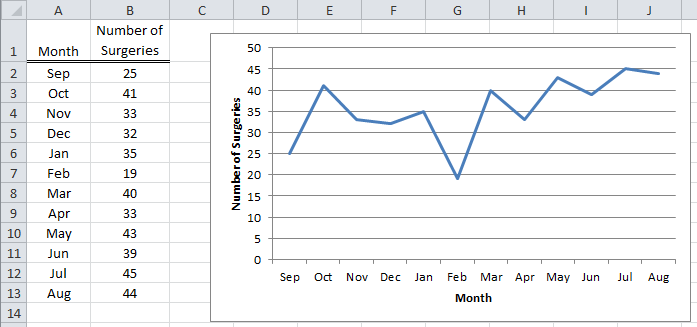 A B C D E F G H I J
Number of
1 Month Surgeries
2 Sep 25
3 Oct 41
4 Nov 33
5 Dec 32
6 Jan 35
7 Feb 19
8 Mar 40
9 Apr 33
10 May 43
11 Jun 39
12 Jul 45
13 Aug 44
14
Number of Surgeries
50
45
40
35
30
25
20
15
10
5
0
Sep Oct Nov Dec Jan Feb Mar Apr May Jun Jul Aug
Month